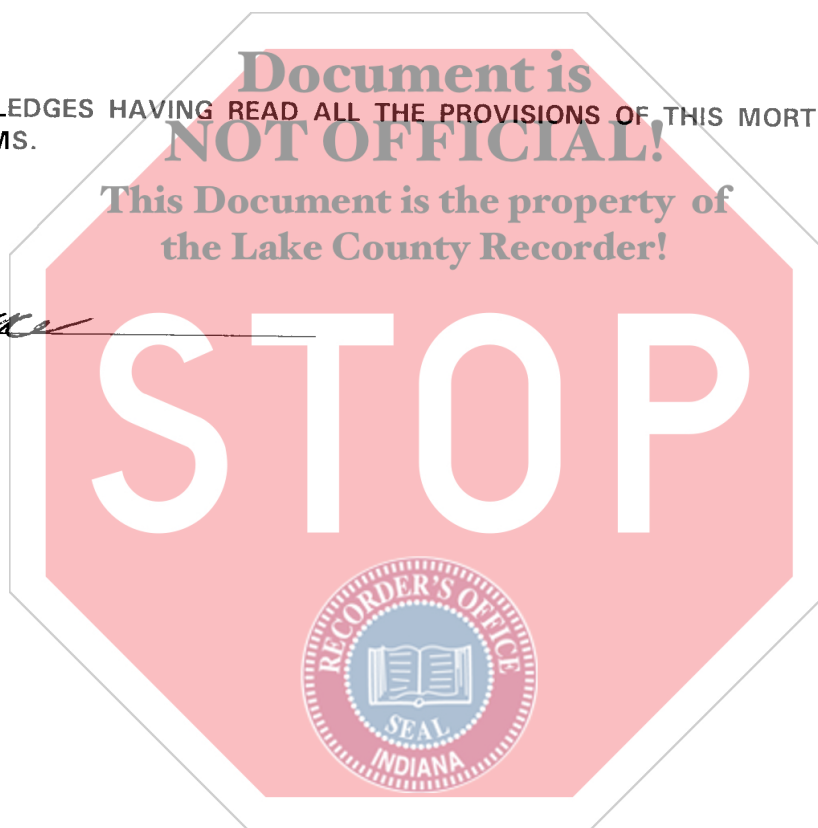 Document is
LEDGES HAVING READ ALL THE PROVISIONS OF THIS MORT
MS.
NOT OFFICIAL!
This Document is the property of
the Lake County Recorder!
STOP
RECORDER'S OFFICE
SEAL
INDIANA